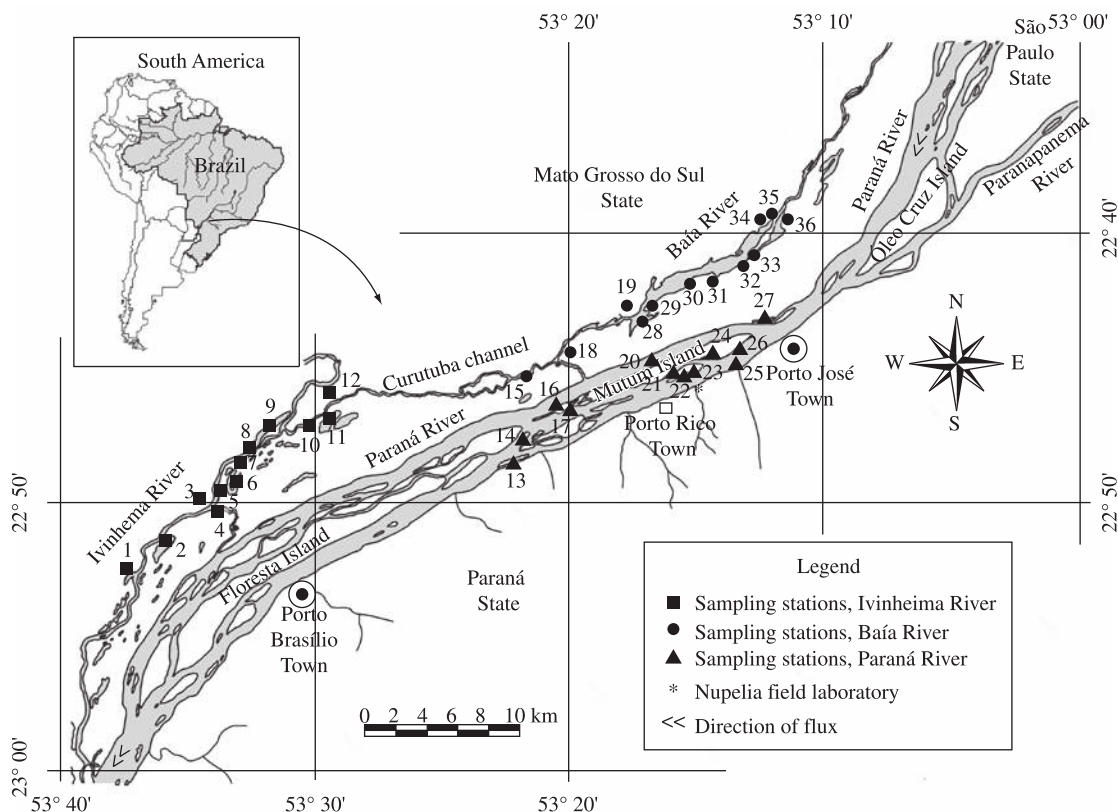 53° 20'
53° 10'
53° 00'
São
Paulo
State
South America
Brazil
Mato Grosso do Sul
State
Baía River
Paraná River
<<
Óleo Cruz Island
Paranapanema
River
22° 40'
34
35
36
33
32
31
30
29
28
19
27
N
W
E
S
18
Curutuba channel
15
20
24
26
25
23
22
21
*
Mutum Island
Porto José
Town
Porto Rico
Town
16
17
14
13
Paraná River
12
11
10
9
8
7
6
5
4
3
2
1
Ivinhema River
22° 50'
Floresta Island
Paraná
State
Porto
Brasílio
Town
0 2 4 6 8 10 km
<<
Legend
Sampling stations, Ivinheima River
Sampling stations, Baía River
Sampling stations, Paraná River
* Nupelia field laboratory
<< Direction of flux
23° 00'
53° 40'
53° 30'
53° 20'